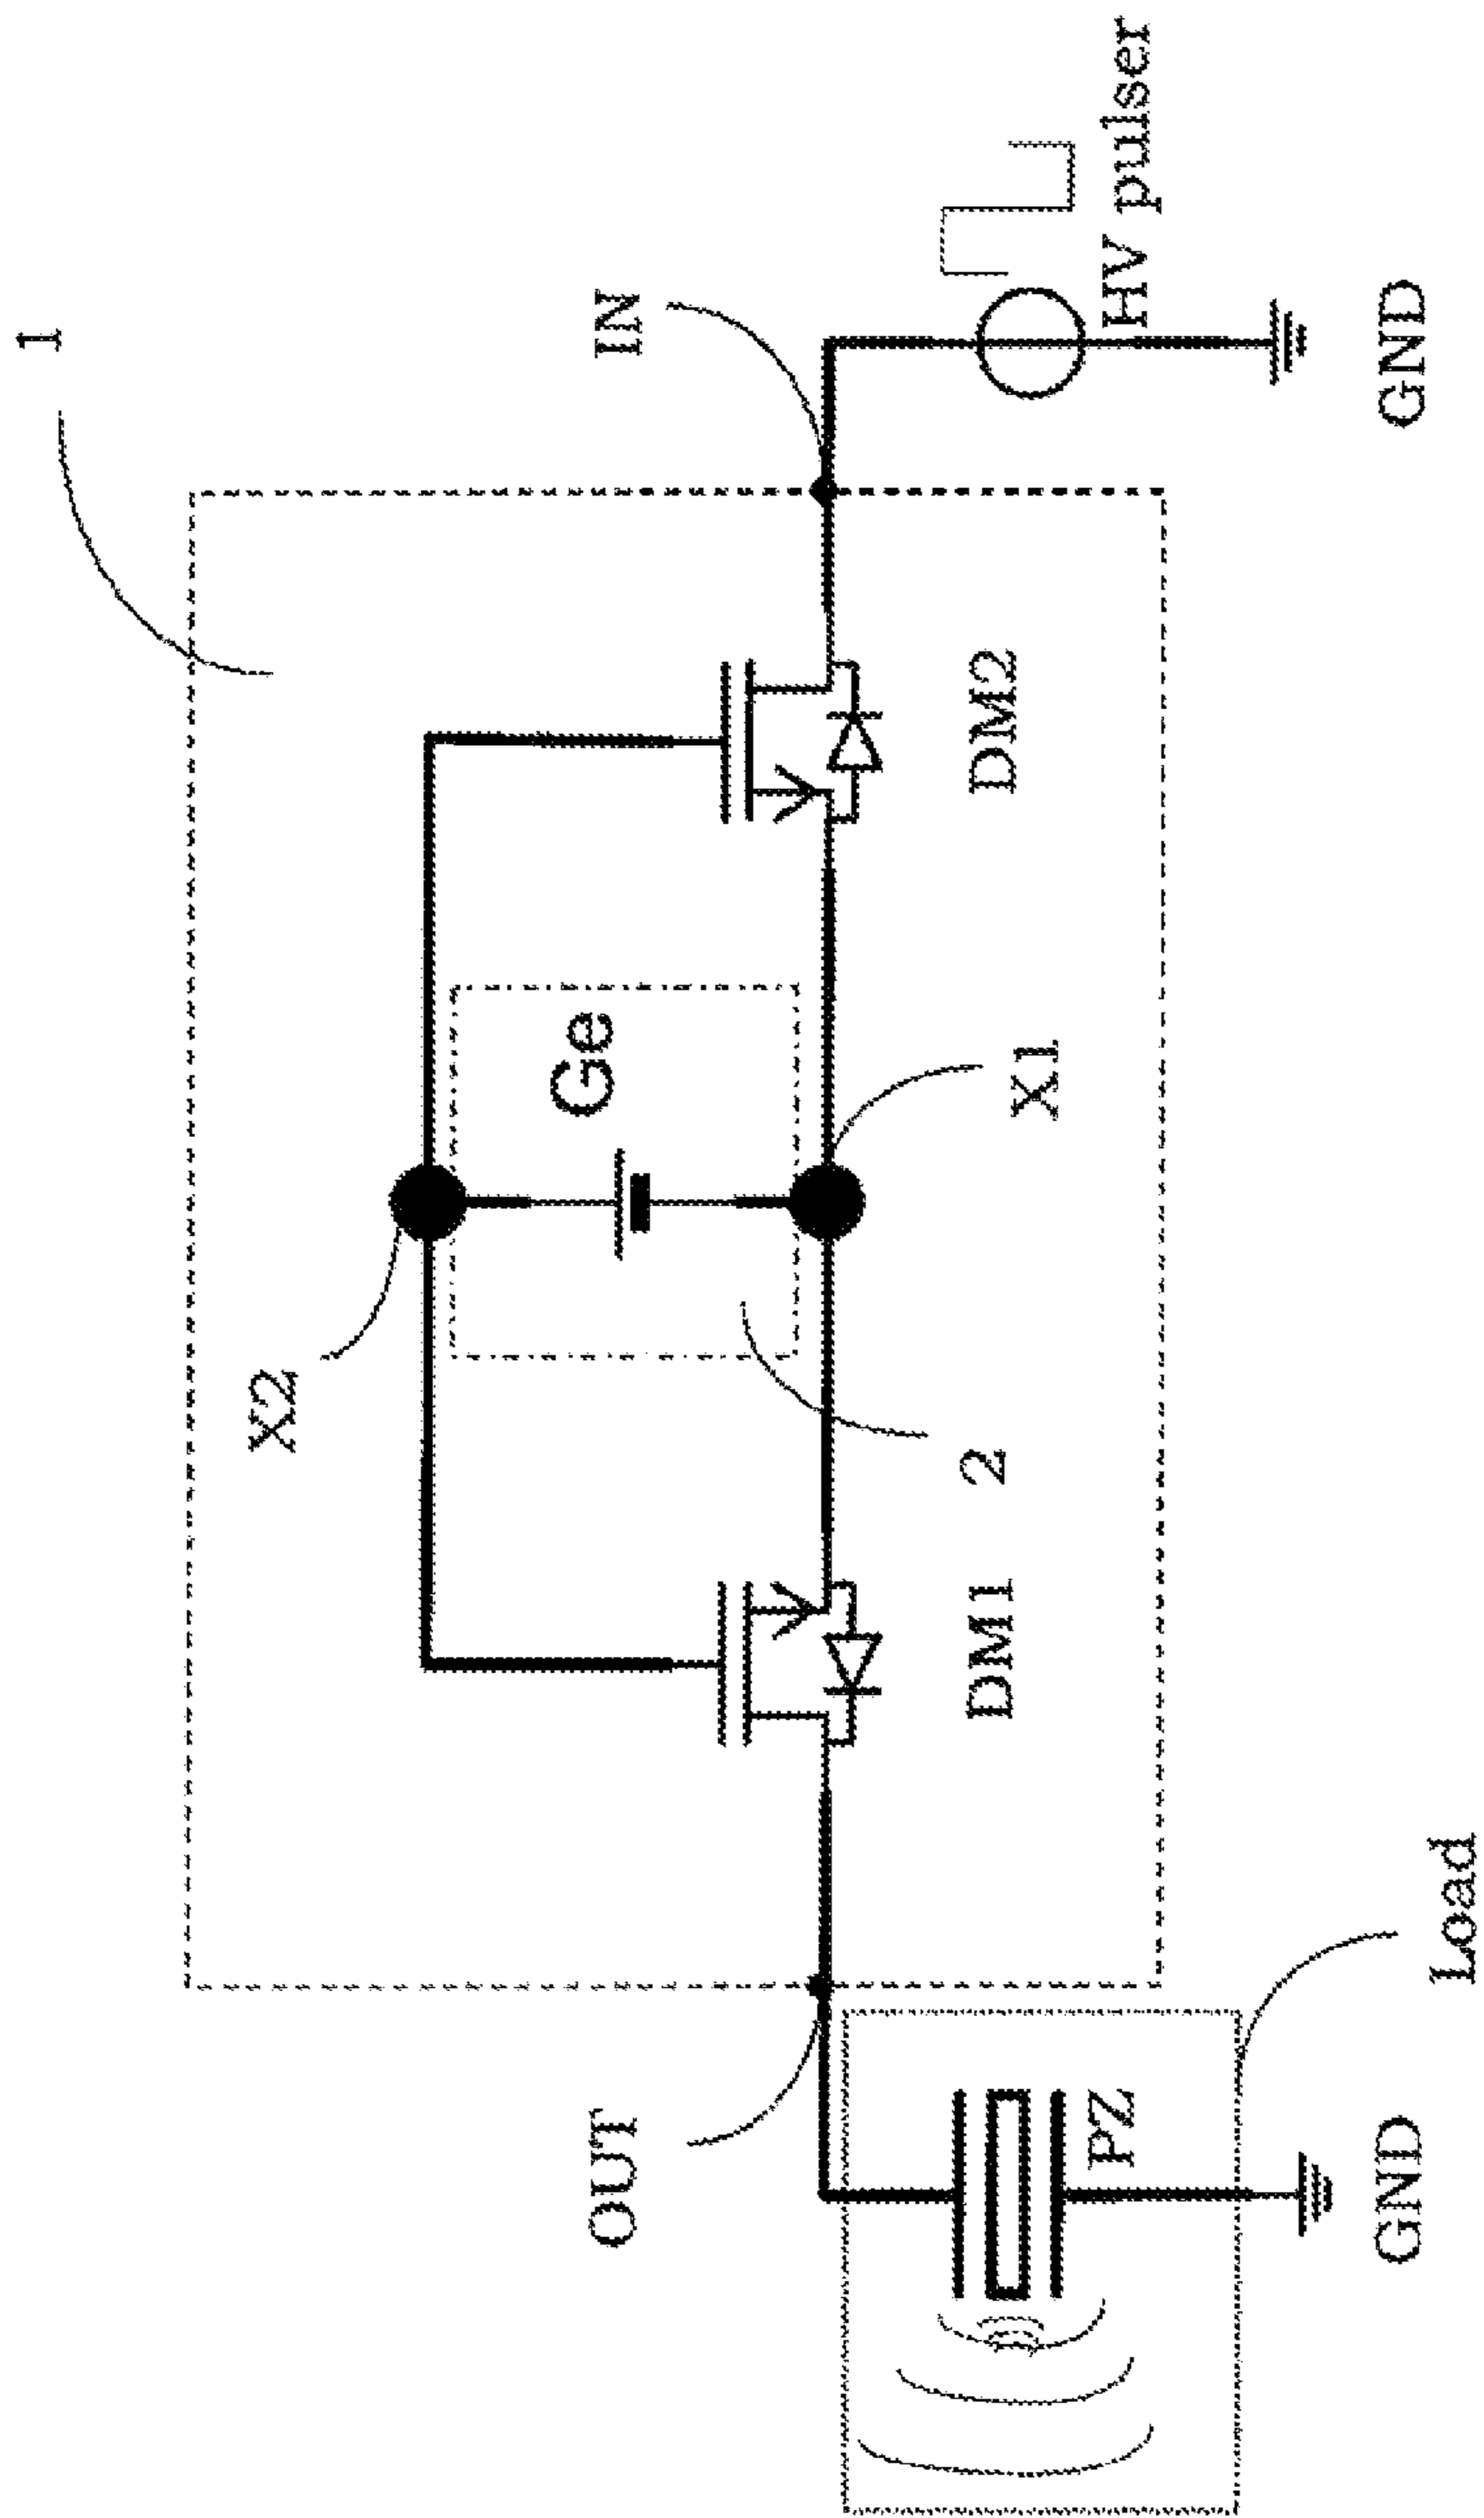 1
X2
Ge
IN
OUT
2
X1
DM1
DM2
PZ
HV pulser
GND
GND
Load